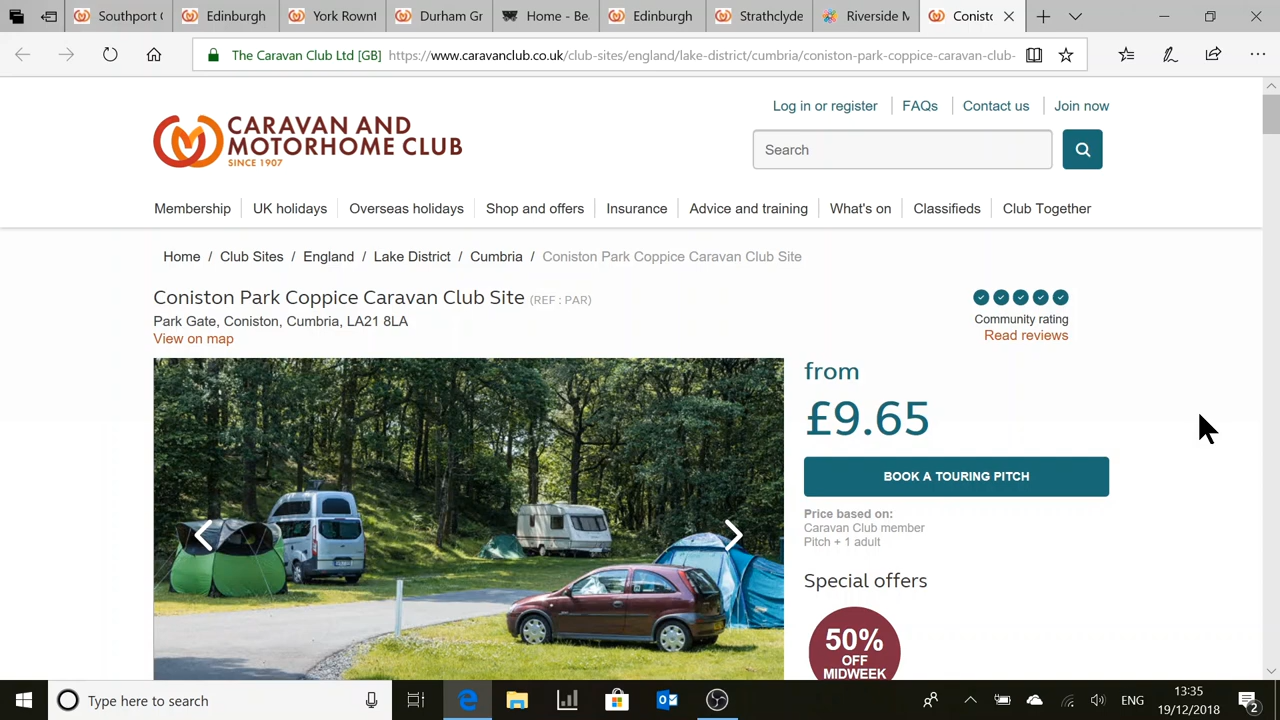 Southport C
Edinburgh
York Rownt
Durham Gr
Home - Be
Edinburgh
Strathclyde
Riverside M
Conisto
The Caravan Club Ltd [GB] https://www.caravanclub.co.uk/club-sites/england/lake-district/cumbria/coniston-park-coppice-caravan-club-
Log in or register
FAQs
Contact us
Join now
CARAVAN AND
MOTORHOME CLUB
SINCE 1907
Search
Membership
UK holidays
Overseas holidays
Shop and offers
Insurance
Advice and training
What's on
Classifieds
Club Together
Home / Club Sites / England / Lake District / Cumbria / Coniston Park Coppice Caravan Club Site
Coniston Park Coppice Caravan Club Site (REF : PAR)
Park Gate, Coniston, Cumbria, LA21 8LA
View on map
Community rating
Read reviews
from
£9.65
BOOK A TOURING PITCH
Price based on:
Caravan Club member
Pitch + 1 adult
Special offers
50%
OFF
MIDWEEK
Type here to search
ENG
13:35
19/12/2018
2